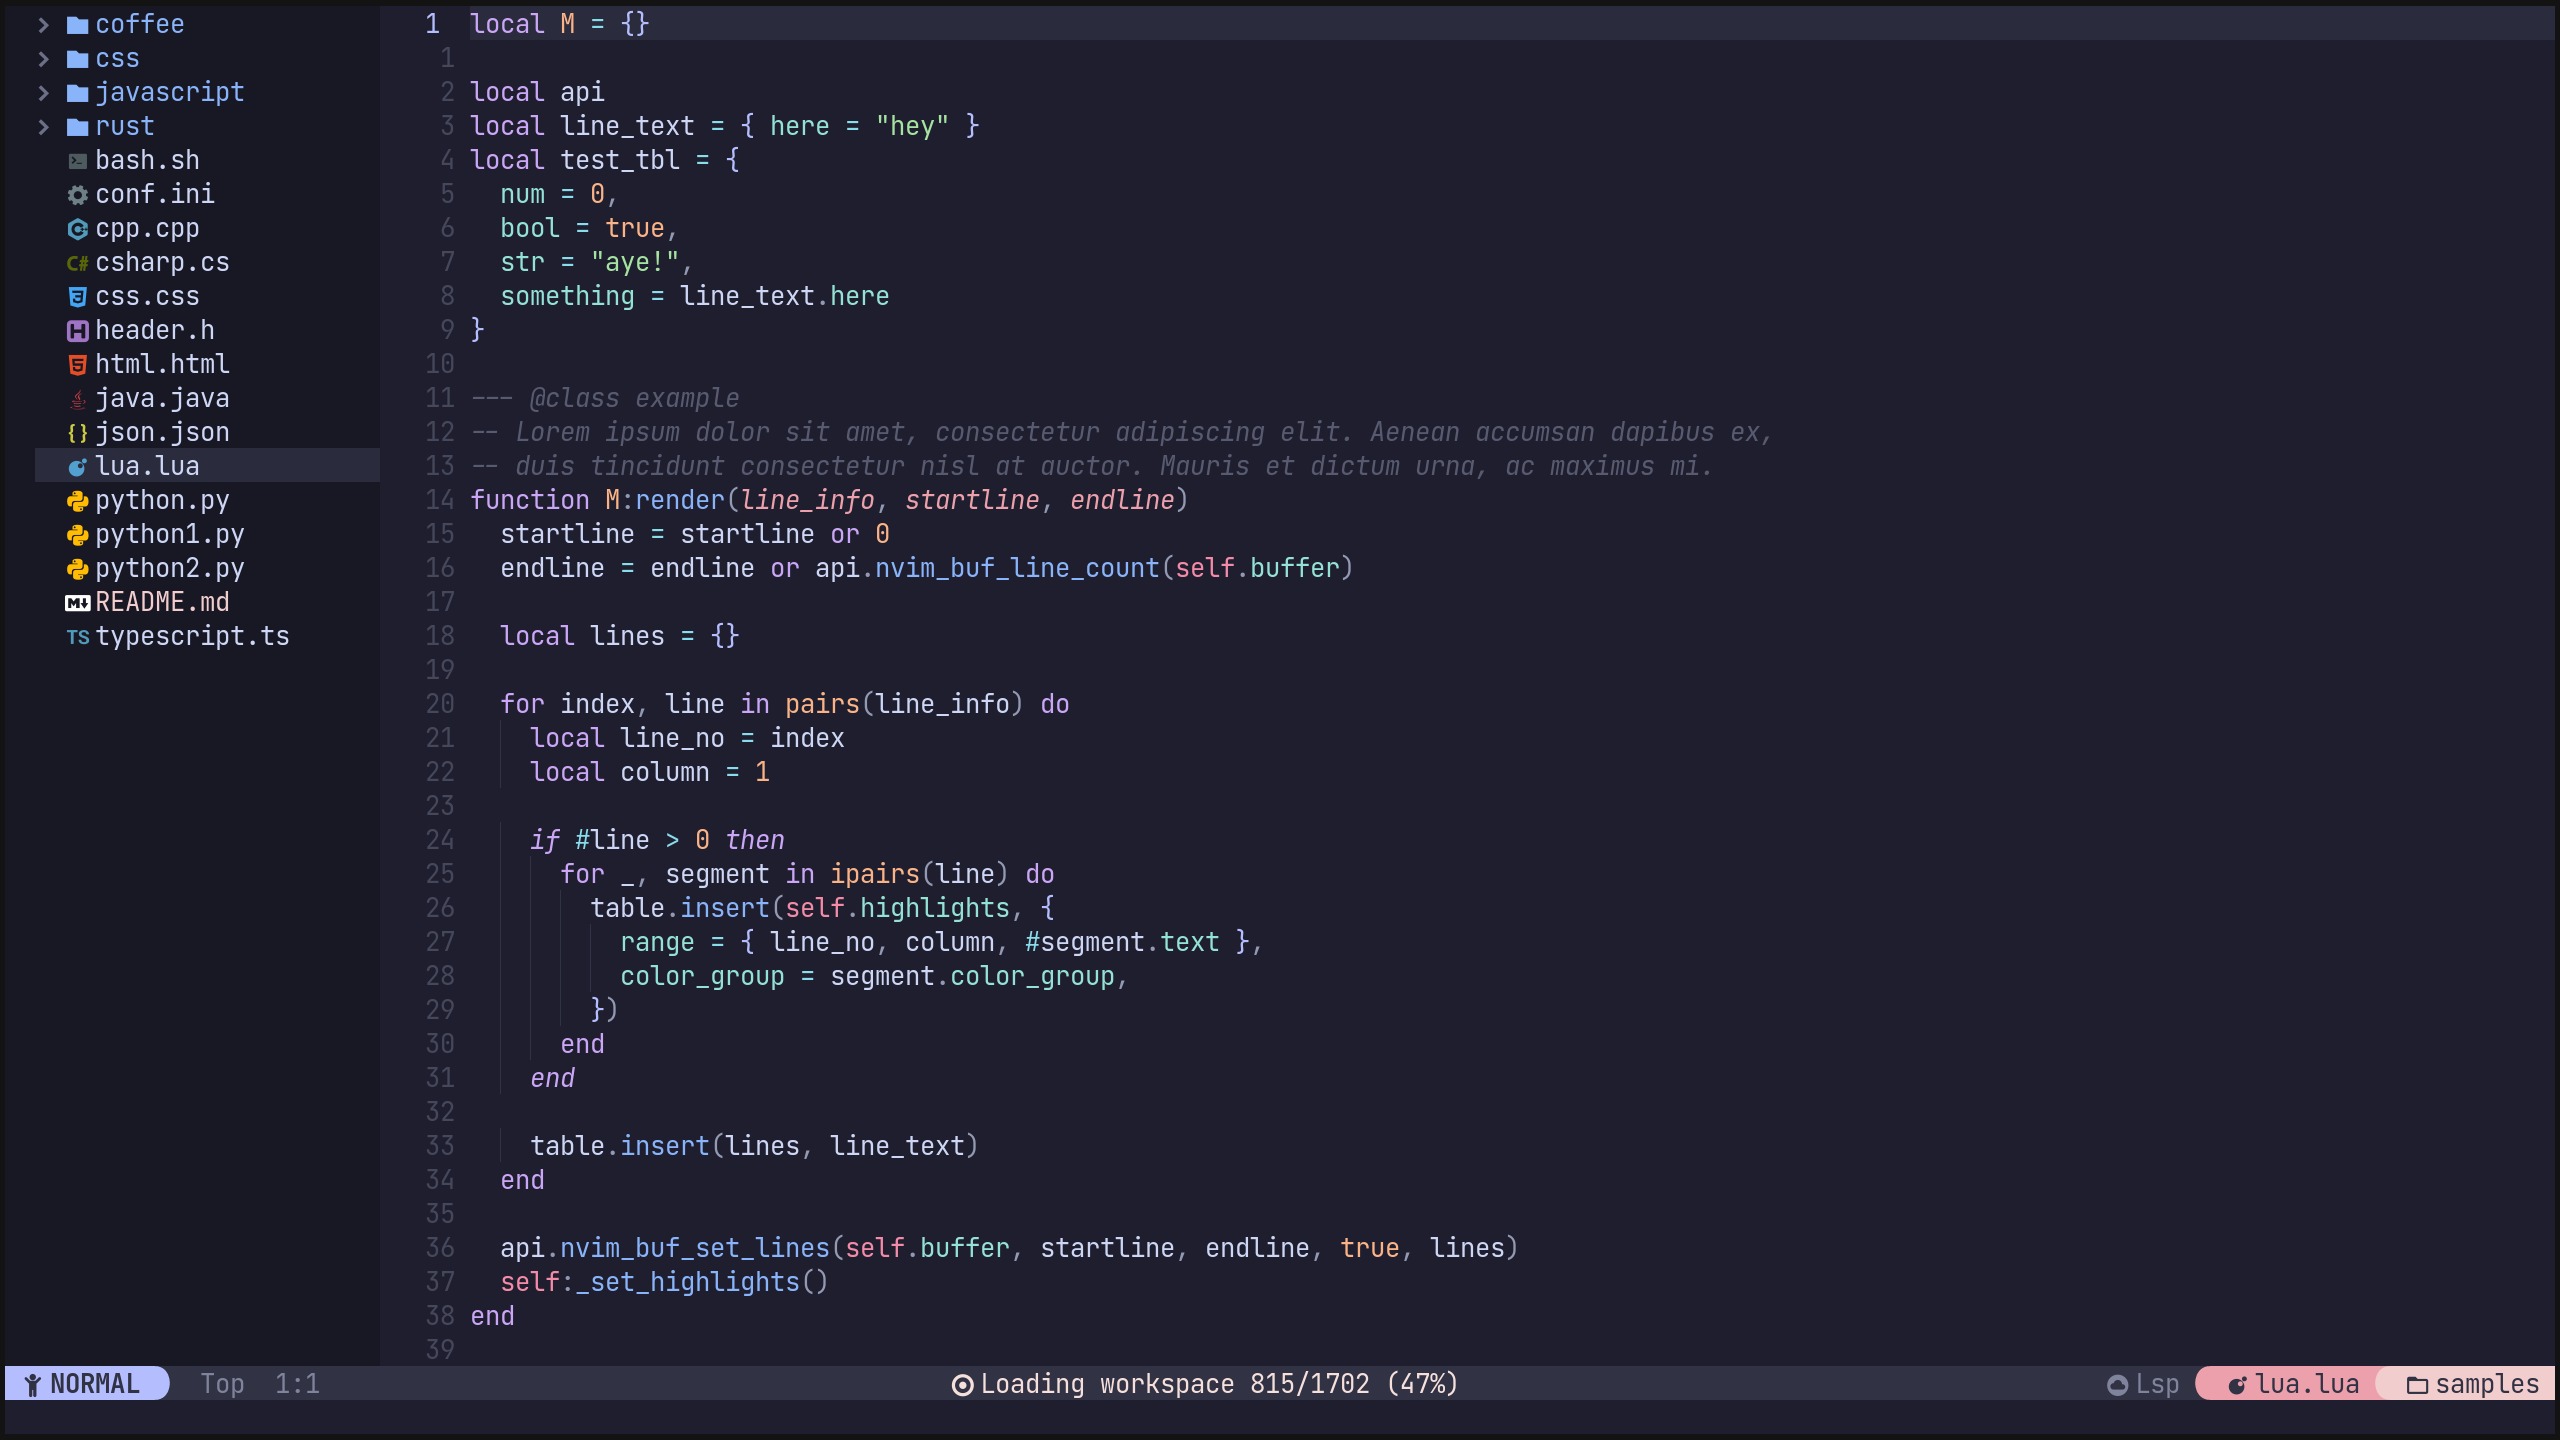 coffee
css
javascript
rust
bash.sh
conf.ini
cpp.cpp
C# csharp.cs
css.css
H header.h
html.html
java.java
{} json.json
lua.lua
python.py
python1.py
python2.py
M README.md
TS typescript.ts
1 local M = {}
1
2 local api
3 local line_text = { here = "hey" }
4 local test_tbl = {
5   num = 0,
6   bool = true,
7   str = "aye!",
8   something = line_text.here
9 }
10
11 --- @class example
12 -- Lorem ipsum dolor sit amet, consectetur adipiscing elit. Aenean accumsan dapibus ex,
13 -- duis tincidunt consectetur nisl at auctor. Mauris et dictum urna, ac maximus mi.
14 function M:render(line_info, startline, endline)
15   startline = startline or 0
16   endline = endline or api.nvim_buf_line_count(self.buffer)
17
18   local lines = {}
19
20   for index, line in pairs(line_info) do
21     local line_no = index
22     local column = 1
23
24     if #line > 0 then
25       for _, segment in ipairs(line) do
26         table.insert(self.highlights, {
27           range = { line_no, column, #segment.text },
28           color_group = segment.color_group,
29         })
30       end
31     end
32
33     table.insert(lines, line_text)
34   end
35
36   api.nvim_buf_set_lines(self.buffer, startline, endline, true, lines)
37   self:_set_highlights()
38 end
39
NORMAL Top 1:1 Loading workspace 815/1702 (47%) Lsp lua.lua samples